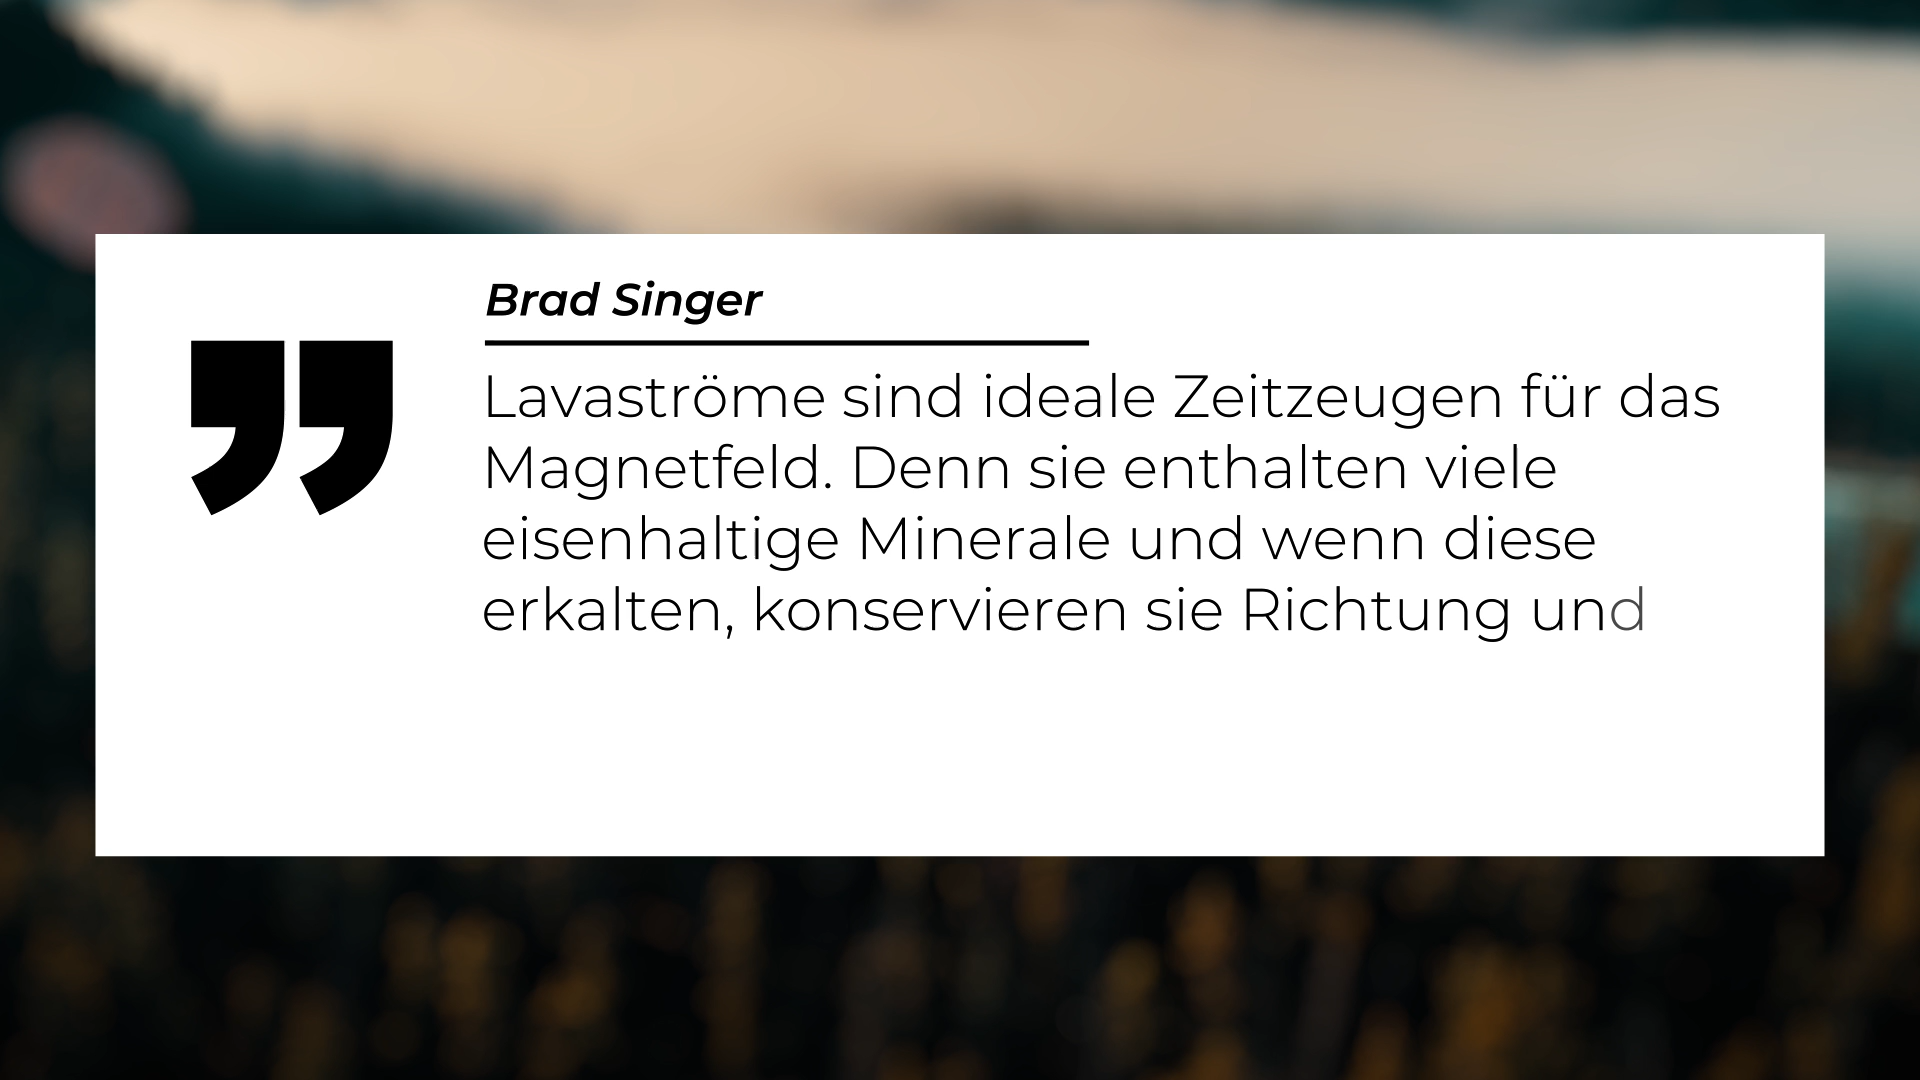 Brad Singer
Lavaströme sind ideale Zeitzeugen für das
Magnetfeld. Denn sie enthalten viele
eisenhaltige Minerale und wenn diese
erkalten, konservieren sie Richtung und